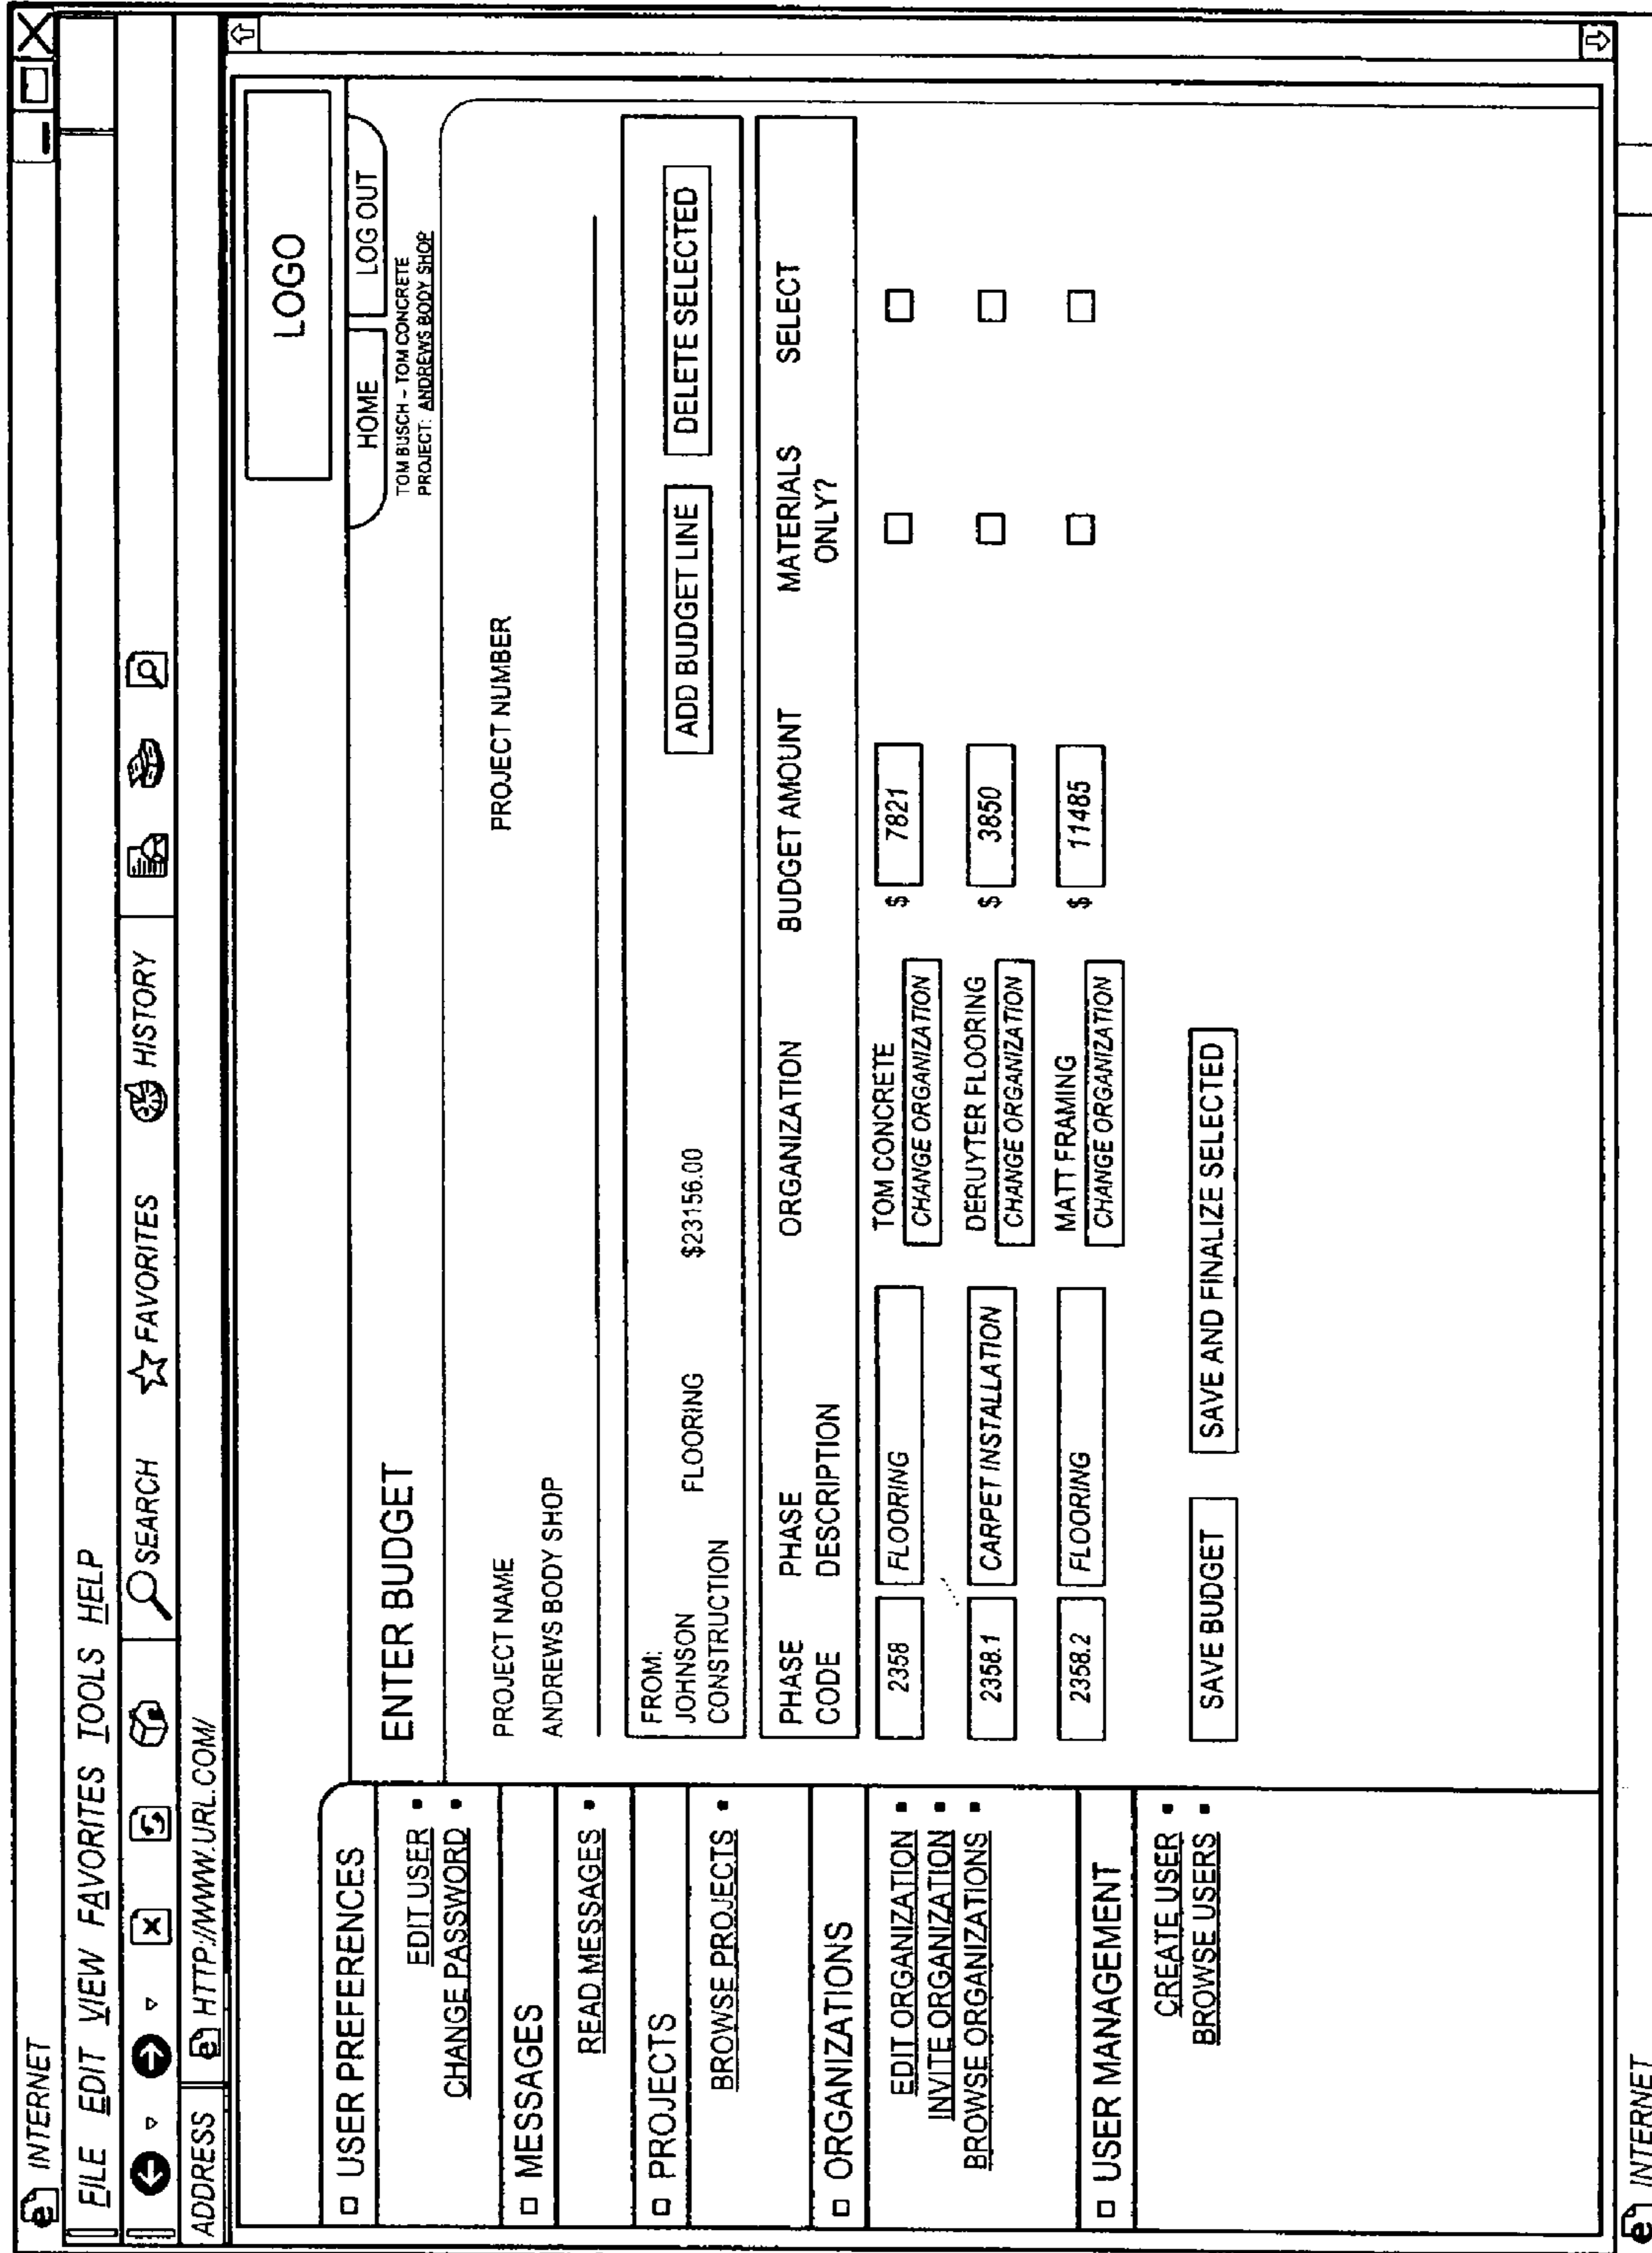 INTERNET
FILE EDIT VIEW FAVORITES TOOLS HELP
SEARCH FAVORITES HISTORY
ADDRESS HTTP://WWW.URL.COM/
LOGO
HOME LOG OUT
TOM BUSCH - TOM CONCRETE
PROJECT: ANDREWS BODY SHOP
USER PREFERENCES
EDIT USER
CHANGE PASSWORD
MESSAGES
READ MESSAGES
PROJECTS
BROWSE PROJECTS
ORGANIZATIONS
EDIT ORGANIZATION
INVITE ORGANIZATION
BROWSE ORGANIZATIONS
USER MANAGEMENT
CREATE USER
BROWSE USERS
ENTER BUDGET
PROJECT NAME PROJECT NUMBER
ANDREWS BODY SHOP
FROM:
JOHNSON
CONSTRUCTION FLOORING $23156.00 ADD BUDGET LINE DELETE SELECTED
PHASE PHASE ORGANIZATION BUDGET AMOUNT MATERIALS SELECT
CODE DESCRIPTION ONLY?
2358 FLOORING TOM CONCRETE $ 7821
CHANGE ORGANIZATION
2358.1 CARPET INSTALLATION DERUYTER FLOORING $ 3850
CHANGE ORGANIZATION
2358.2 FLOORING MATT FRAMING $ 11485
CHANGE ORGANIZATION
SAVE BUDGET SAVE AND FINALIZE SELECTED
INTERNET